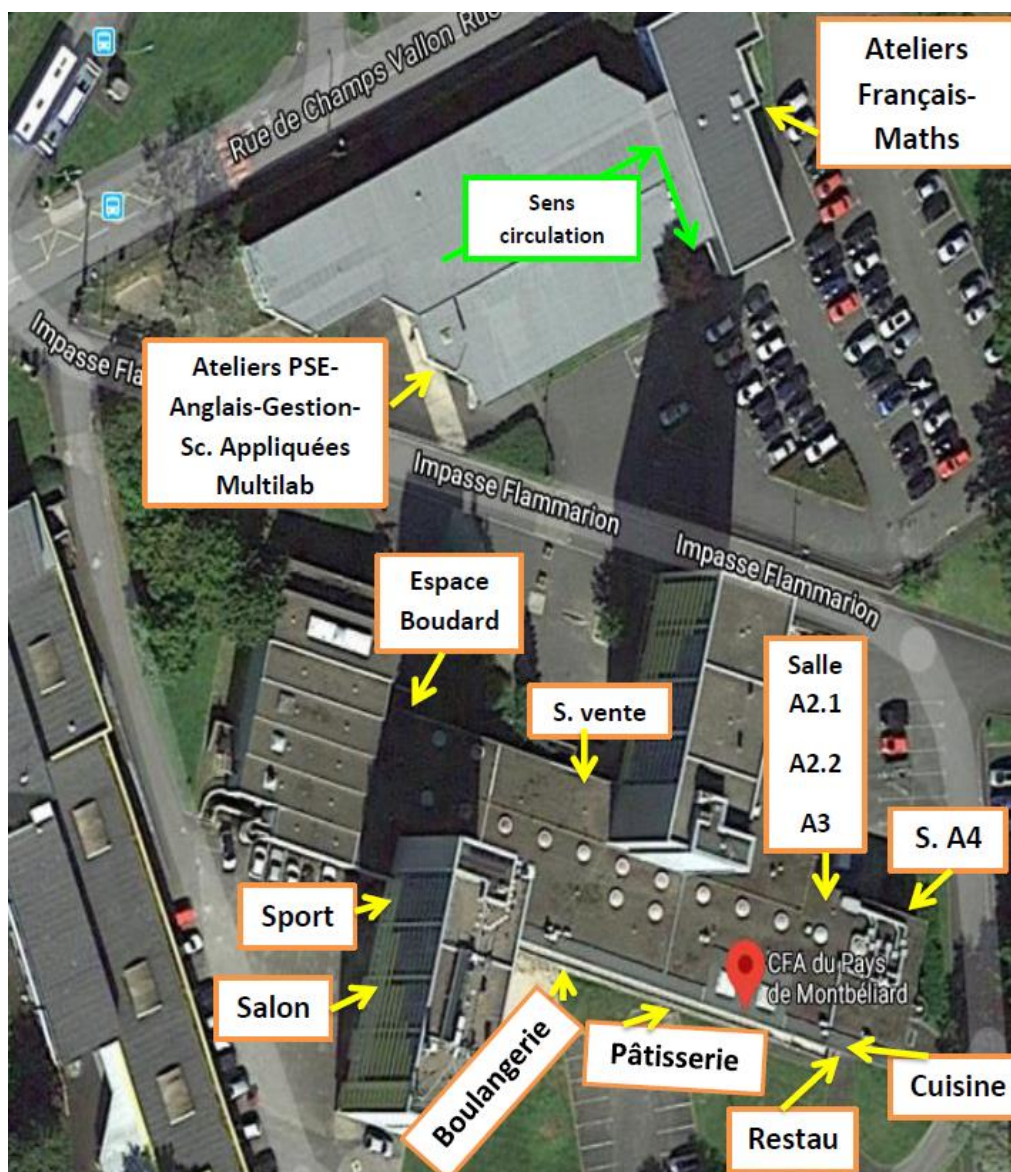 Rue de Champs Vallon Rue
Ateliers
Français-
Maths
Sens
circulation
Impasse Fla
Ateliers PSE-
Anglais-Gestion-
Sc. Appliquées
Multilab
Impasse Flammarion
Impasse Flammarion
Espace
Boudard
S. vente
Salle
A2.1
A2.2
A3
S. A4
Sport
Salon
CFA du Pays
de Montbéliard
Boulangerie
Pâtisserie
Cuisine
Restau